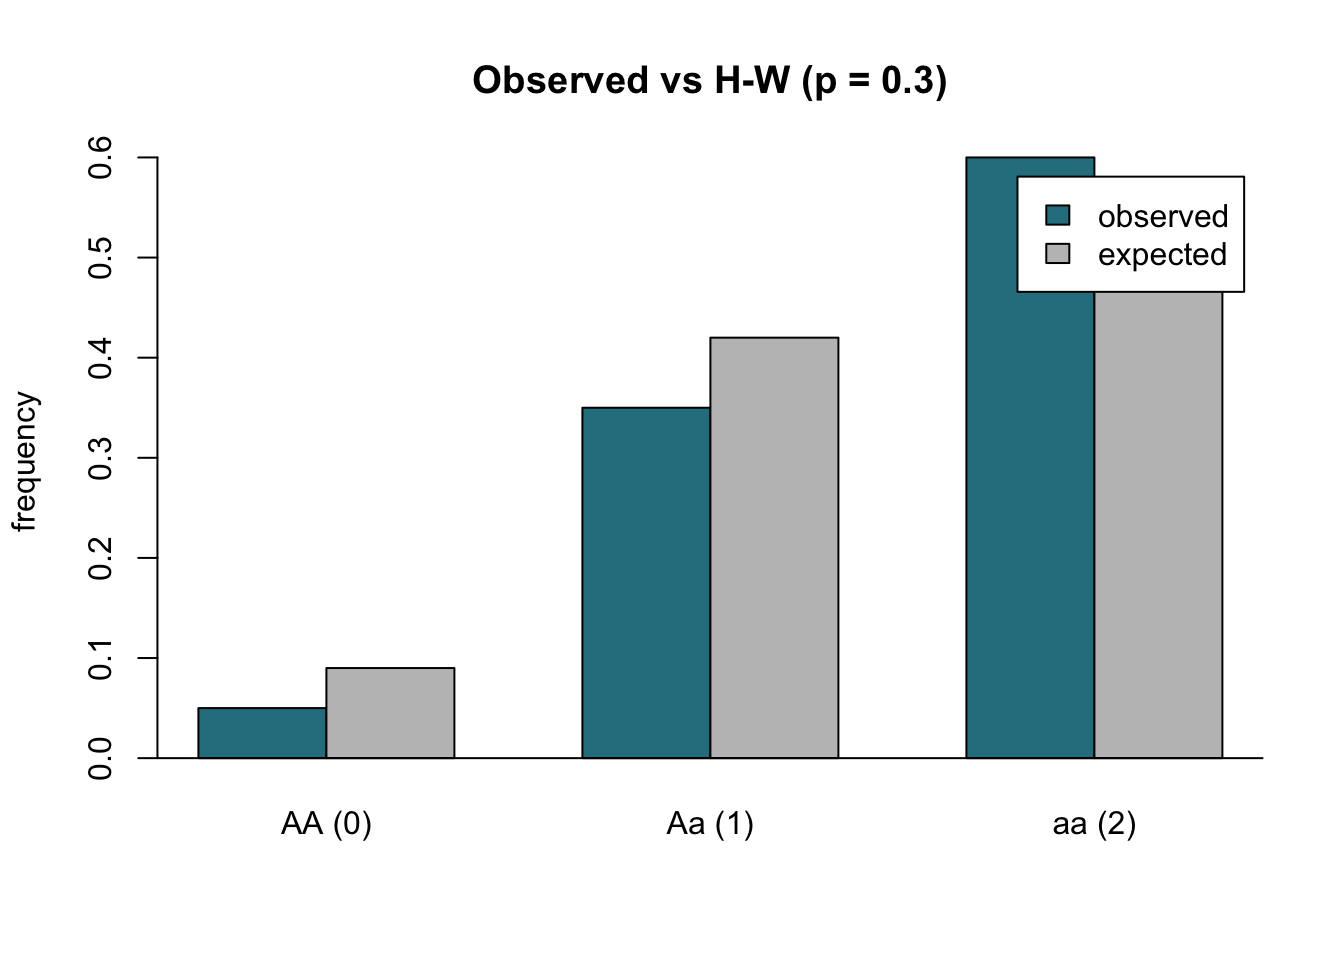 Observed vs H-W (p = 0.3)
frequency
0.6
0.5
0.4
0.3
0.2
0.1
0.0
observed
expected
AA (0)
Aa (1)
aa (2)